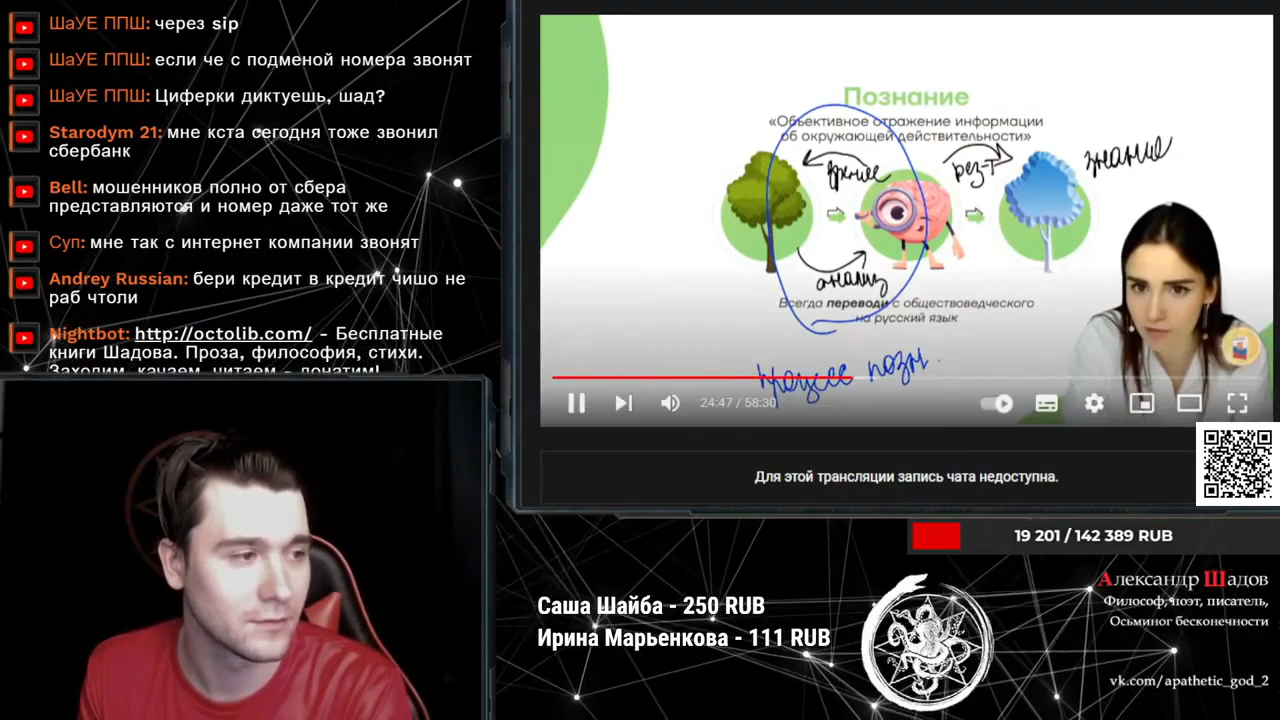 ШаУЕ ППШ: через sip
ШаУЕ ППШ: если че с подменой номера звонят
ШаУЕ ППШ: Циферки диктуешь, шад?
Starodym 21: мне кста сегодня тоже звонил
сбербанк
Bell: мошенников полно от сбера
представляются и номер даже тот же
Суп: мне так с интернет компании звонят
Andrey Russian: бери кредит в кредит чишо не
раб чтоли
Nightbot: http://octolib.com/ - Бесплатные
книги Шадова. Проза, философия, стихи.
Заходим, качаем, читаем - донатим!
Познание
«Объективное отражение информации
об окружающей действительности»
рез-т
знание
анализ
Всегда переводи с обществоведческого
на русский язык
24:47 / 58:30
Для этой трансляции запись чата недоступна.
19 201 / 142 389 RUB
Саша Шайба - 250 RUB
Ирина Марьенкова - 111 RUB
Александр Шадов
Философ, поэт, писатель,
Осьминог бесконечности
vk.com/apathetic_god_2